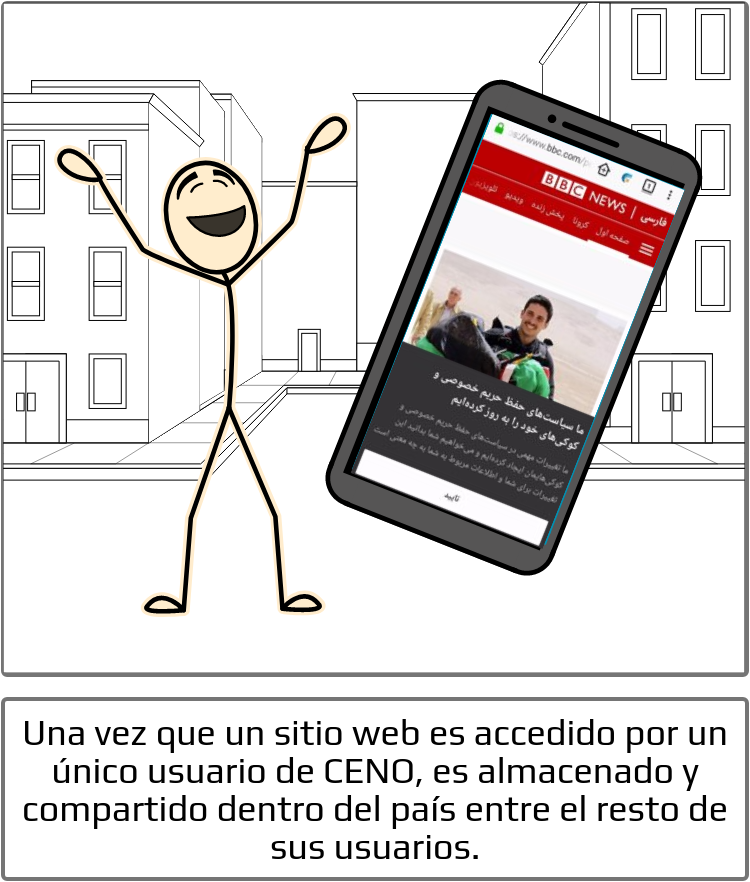 ://www.bbc.com/p
1
BBC NEWS | فارسی
صفحه اول کرونا پخش زنده ویدیو
ما سیاست‌های حفظ حریم خصوصی و
کوکی‌های خود را به روز کرده‌ایم
ما تغییرات مهمی در سیاست‌های حفظ حریم خصوصی و
کوکی‌هایمان ایجاد کرده‌ایم و می‌خواهیم شما بدانید این
تغییرات برای شما و اطلاعات مربوط به شما به چه معنی است
تایید
Una vez que un sitio web es accedido por un
único usuario de CENO, es almacenado y
compartido dentro del país entre el resto de
sus usuarios.